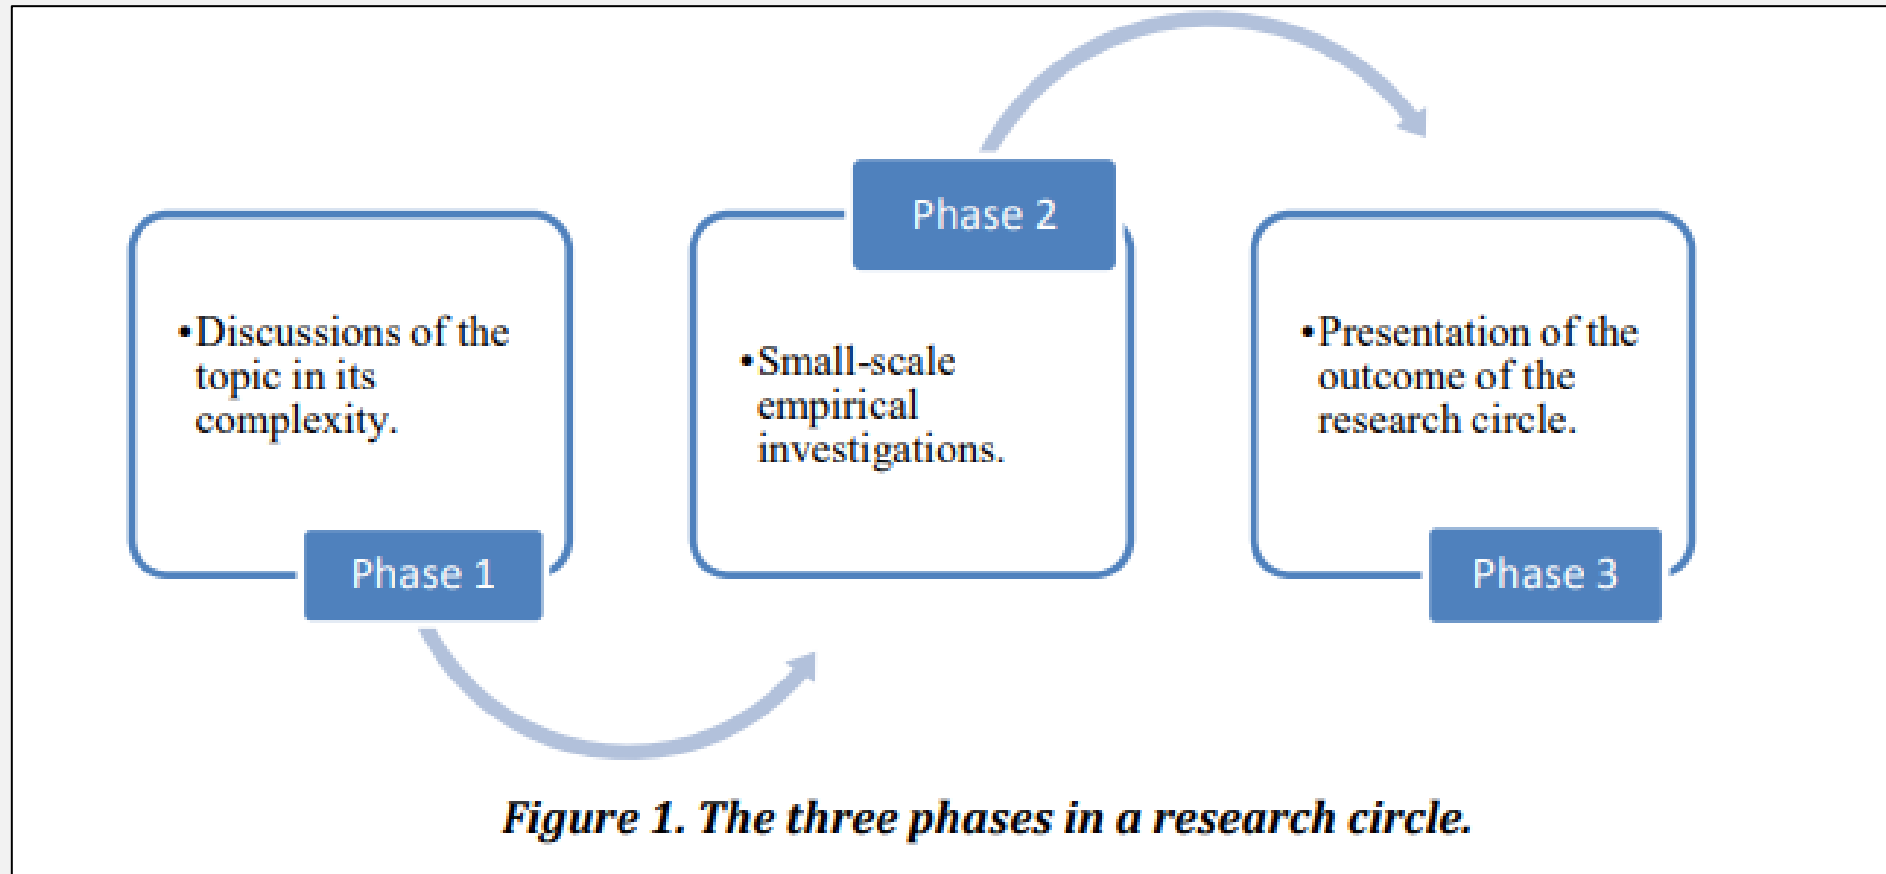 •Discussions of the
topic in its
complexity.
Phase 1
Phase 2
•Small-scale
empirical
investigations.
•Presentation of the
outcome of the
research circle.
Phase 3
Figure 1. The three phases in a research circle.